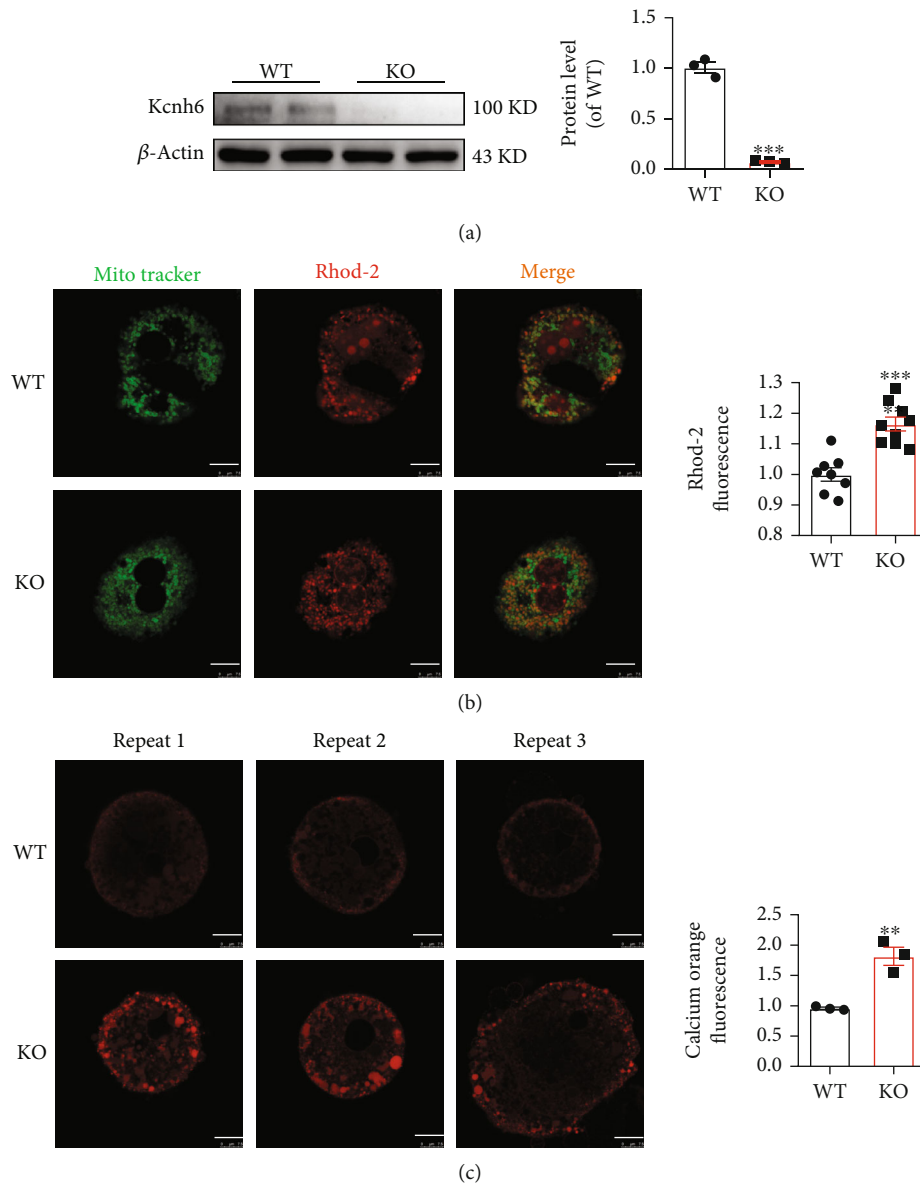 WT KO
Kcnh6 100 KD
β-Actin 43 KD
Protein level
(of WT)
1.5
1.0
0.5
0.0
***
WT KO
(a)
Mito tracker Rhod-2 Merge
WT
KO
Rhod-2
fluorescence
1.3
1.2
1.1
1.0
0.9
0.8
***
WT KO
(b)
Repeat 1 Repeat 2 Repeat 3
WT
KO
Calcium orange
fluorescence
2.5
2.0
1.5
1.0
0.5
0.0
**
WT KO
(c)